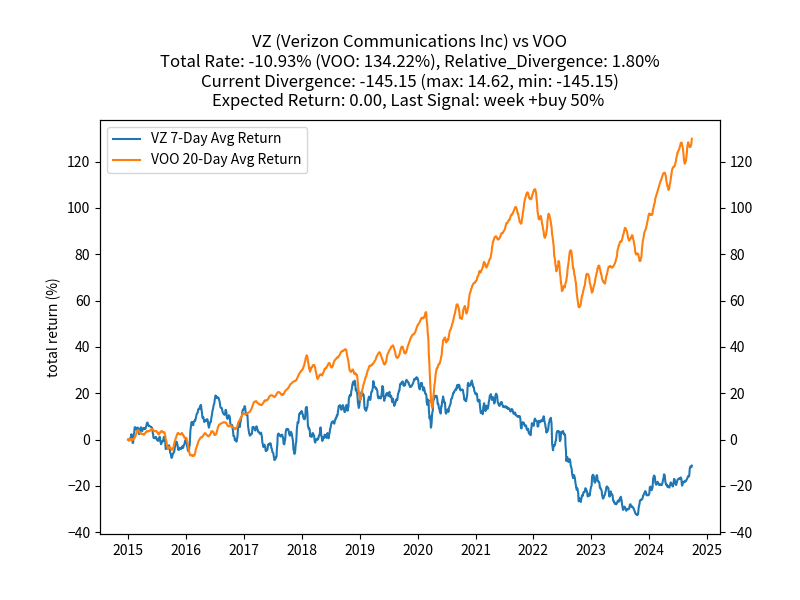 VZ (Verizon Communications Inc) vs VOO
Total Rate: -10.93% (VOO: 134.22%), Relative_Divergence: 1.80%
Current Divergence: -145.15 (max: 14.62, min: -145.15)
Expected Return: 0.00, Last Signal: week +buy 50%
VZ 7-Day Avg Return
VOO 20-Day Avg Return
total return (%)
120 120
100 100
80 80
60 60
40 40
20 20
0 0
−20 −20
−40 −40
2015 2016 2017 2018 2019 2020 2021 2022 2023 2024 2025